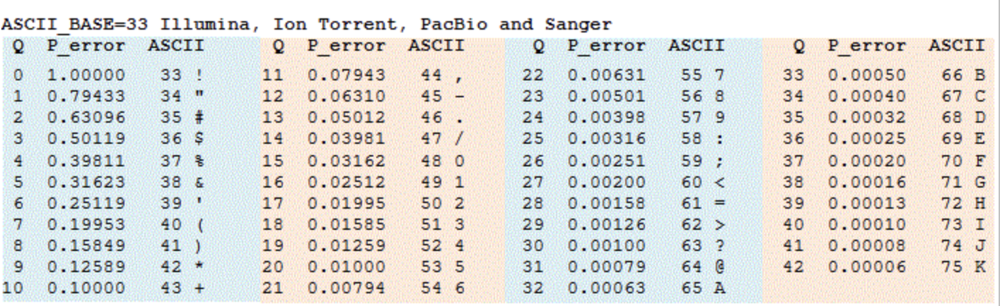 ASCII_BASE=33 Illumina, Ion Torrent, PacBio and Sanger
Q P_error ASCII Q P_error ASCII Q P_error ASCII Q P_error ASCII
0 1.00000 33 ! 11 0.07943 44 , 22 0.00631 55 7 33 0.00050 66 B
1 0.79433 34 " 12 0.06310 45 - 23 0.00501 56 8 34 0.00040 67 C
2 0.63096 35 # 13 0.05012 46 . 24 0.00398 57 9 35 0.00032 68 D
3 0.50119 36 $ 14 0.03981 47 / 25 0.00316 58 : 36 0.00025 69 E
4 0.39811 37 % 15 0.03162 48 0 26 0.00251 59 ; 37 0.00020 70 F
5 0.31623 38 & 16 0.02512 49 1 27 0.00200 60 < 38 0.00016 71 G
6 0.25119 39 ' 17 0.01995 50 2 28 0.00158 61 = 39 0.00013 72 H
7 0.19953 40 ( 18 0.01585 51 3 29 0.00126 62 > 40 0.00010 73 I
8 0.15849 41 ) 19 0.01259 52 4 30 0.00100 63 ? 41 0.00008 74 J
9 0.12589 42 * 20 0.01000 53 5 31 0.00079 64 @ 42 0.00006 75 K
10 0.10000 43 + 21 0.00794 54 6 32 0.00063 65 A